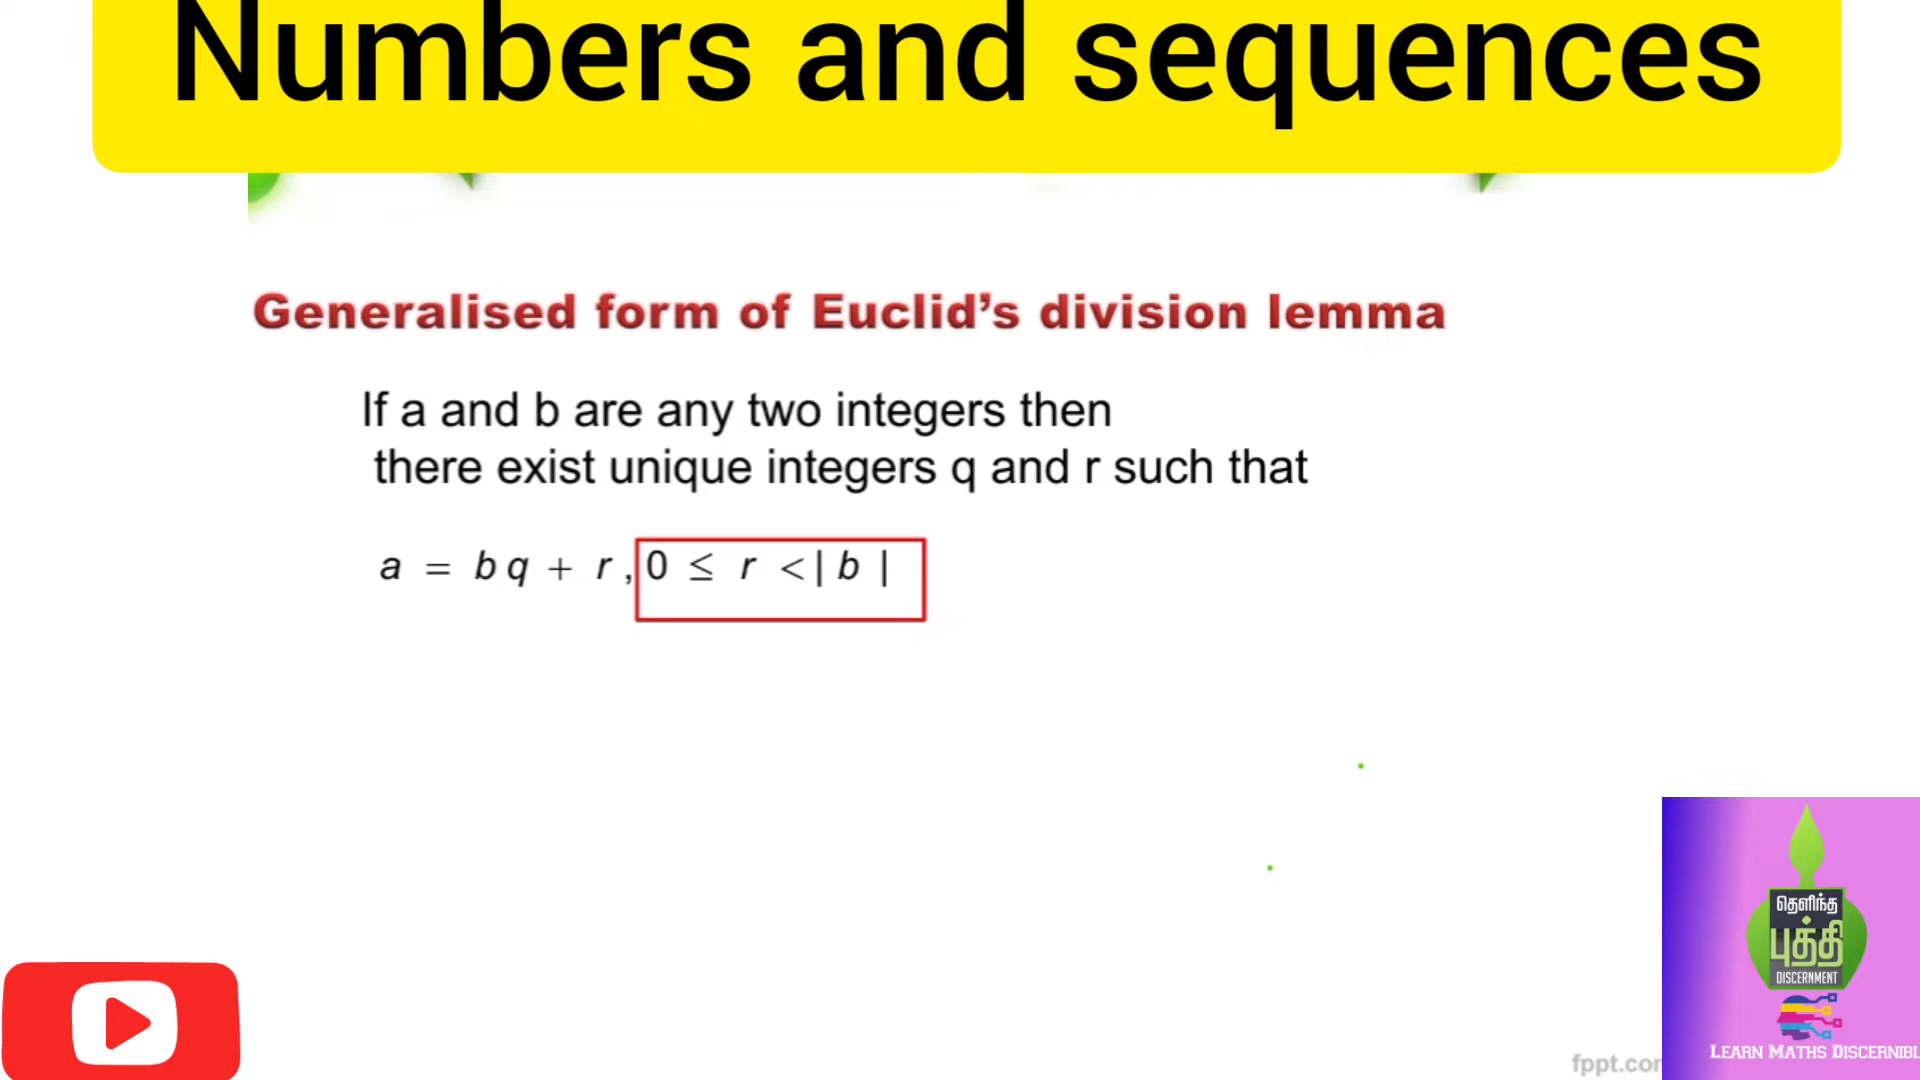 Numbers and sequences
Generalised form of Euclid’s division lemma
If a and b are any two integers then
there exist unique integers q and r such that
a = bq + r, 0 ≤ r <| b |
தெளிந்த
புத்தி
DISCERNMENT
LEARN MATHS DISCERNIBL
fppt.cor